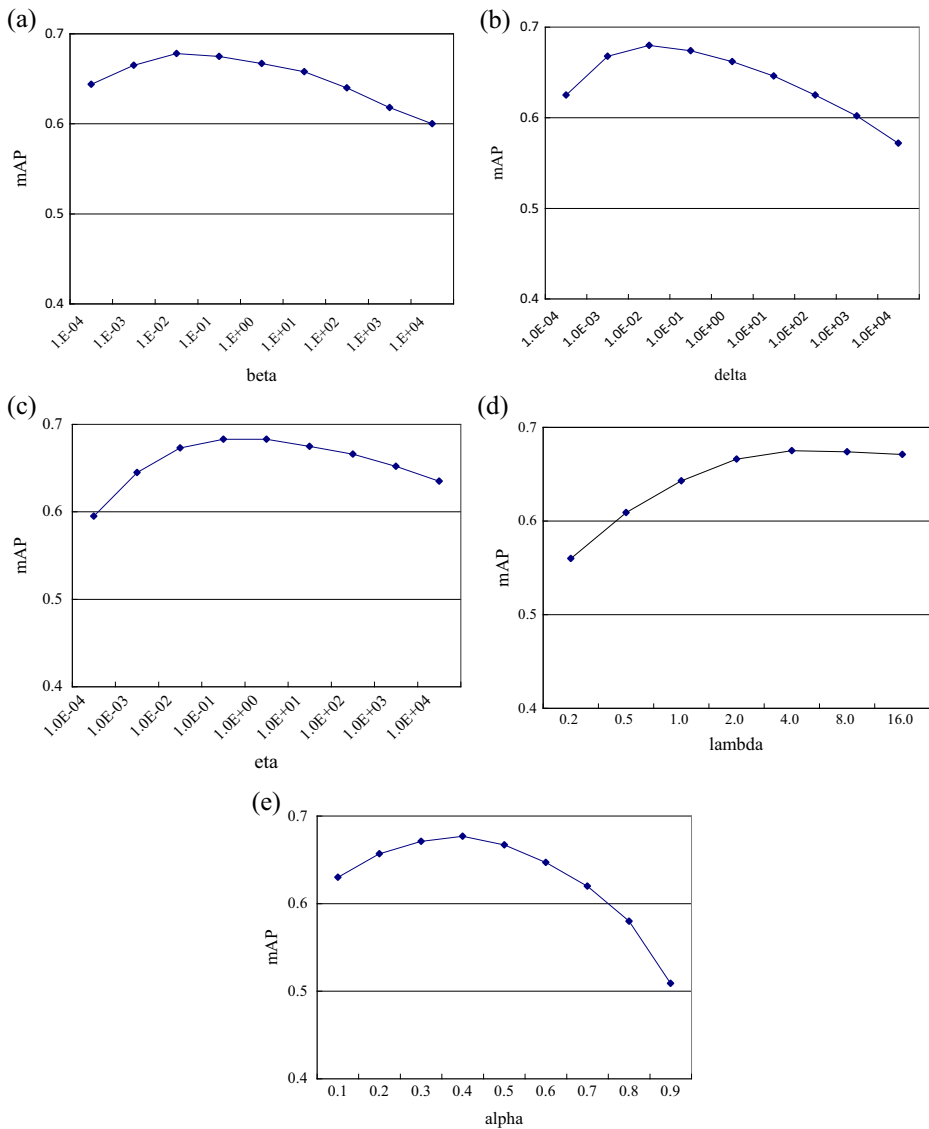 (a)
0.7
0.6
0.5
0.4
mAP
1.E-04
1.E-03
1.E-02
1.E-01
1.E+00
1.E+01
1.E+02
1.E+03
1.E+04
beta
(b)
0.7
0.6
0.5
0.4
mAP
1.0E-04
1.0E-03
1.0E-02
1.0E-01
1.0E+00
1.0E+01
1.0E+02
1.0E+03
1.0E+04
delta
(c)
0.7
0.6
0.5
0.4
mAP
1.0E-04
1.0E-03
1.0E-02
1.0E-01
1.0E+00
1.0E+01
1.0E+02
1.0E+03
1.0E+04
eta
(d)
0.7
0.6
0.5
0.4
mAP
0.2 0.5 1.0 2.0 4.0 8.0 16.0
lambda
(e)
0.7
0.6
0.5
0.4
mAP
0.1 0.2 0.3 0.4 0.5 0.6 0.7 0.8 0.9
alpha